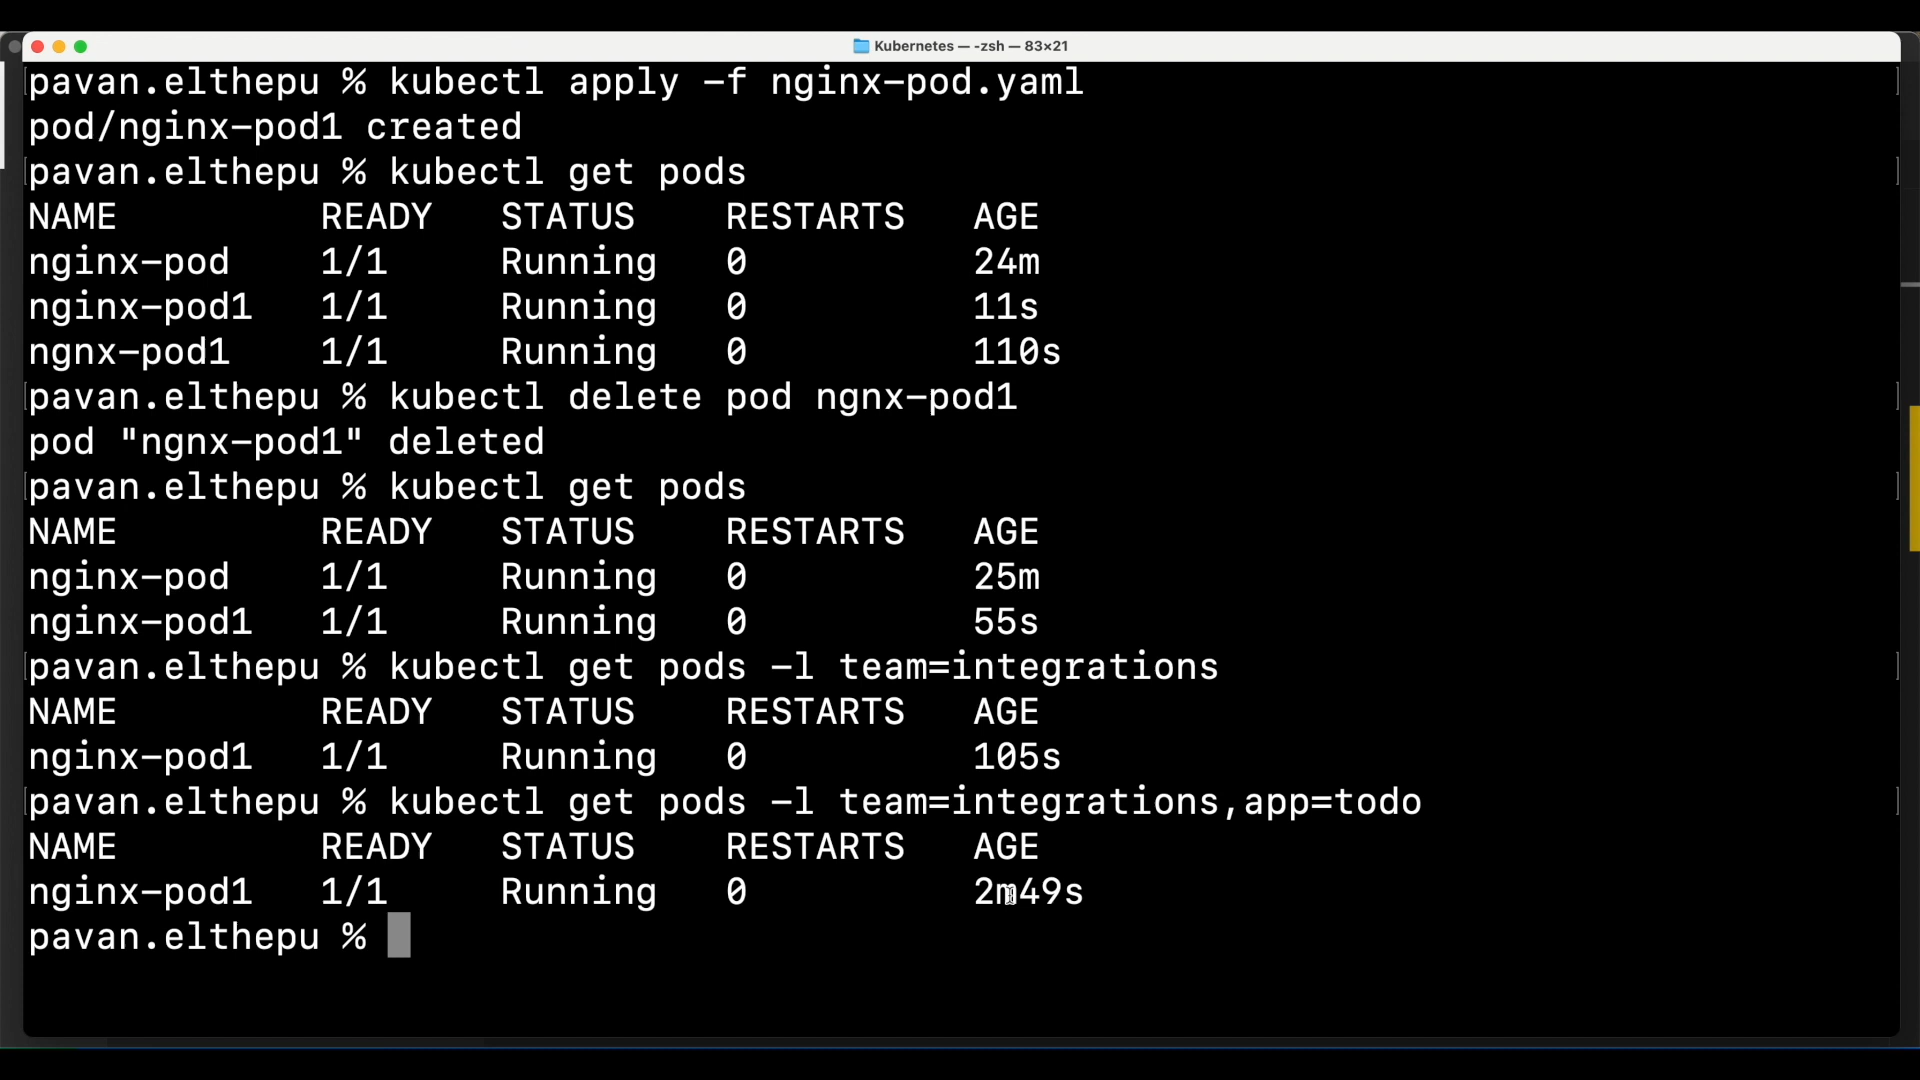 Kubernetes — -zsh — 83×21
pavan.elthepu % kubectl apply -f nginx-pod.yaml
pod/nginx-pod1 created
pavan.elthepu % kubectl get pods
NAME READY STATUS RESTARTS AGE
nginx-pod 1/1 Running 0 24m
nginx-pod1 1/1 Running 0 11s
ngnx-pod1 1/1 Running 0 110s
pavan.elthepu % kubectl delete pod ngnx-pod1
pod "ngnx-pod1" deleted
pavan.elthepu % kubectl get pods
NAME READY STATUS RESTARTS AGE
nginx-pod 1/1 Running 0 25m
nginx-pod1 1/1 Running 0 55s
pavan.elthepu % kubectl get pods -l team=integrations
NAME READY STATUS RESTARTS AGE
nginx-pod1 1/1 Running 0 105s
pavan.elthepu % kubectl get pods -l team=integrations,app=todo
NAME READY STATUS RESTARTS AGE
nginx-pod1 1/1 Running 0 2m49s
pavan.elthepu %